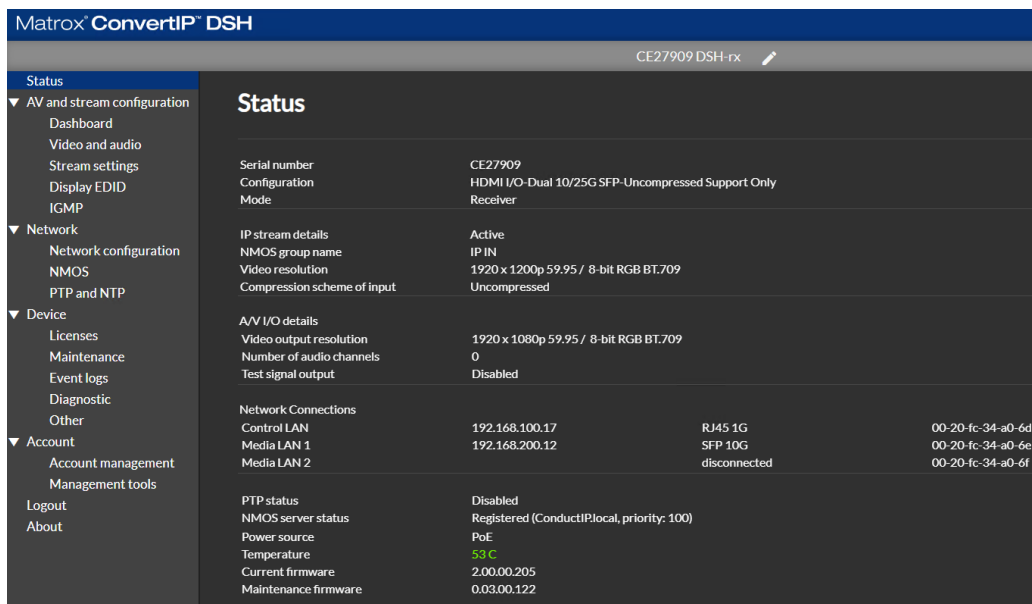 Matrox® ConvertIP™ DSH
CE27909 DSH-rx
Status
AV and stream configuration
Dashboard
Video and audio
Stream settings
Display EDID
IGMP
Network
Network configuration
NMOS
PTP and NTP
Device
Licenses
Maintenance
Event logs
Diagnostic
Other
Account
Account management
Management tools
Logout
About
Status
Serial number CE27909
Configuration HDMI I/O-Dual 10/25G SFP-Uncompressed Support Only
Mode Receiver
IP stream details Active
NMOS group name IP IN
Video resolution 1920 x 1200p 59.95 / 8-bit RGB BT.709
Compression scheme of input Uncompressed
A/V I/O details
Video output resolution 1920 x 1080p 59.95 / 8-bit RGB BT.709
Number of audio channels 0
Test signal output Disabled
Network Connections
Control LAN 192.168.100.17 RJ45 1G 00-20-fc-34-a0-6d
Media LAN 1 192.168.200.12 SFP 10G 00-20-fc-34-a0-6e
Media LAN 2 disconnected 00-20-fc-34-a0-6f
PTP status Disabled
NMOS server status Registered (ConductIP.local, priority: 100)
Power source PoE
Temperature 53 C
Current firmware 2.00.00.205
Maintenance firmware 0.03.00.122